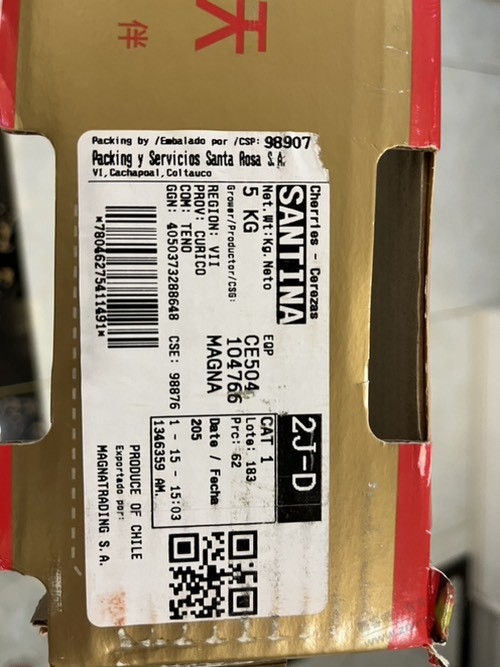 天
伴
Packing by /Embalado por /CSP: 98907
Packing y Servicios Santa Rosa S.A.
VI,Cachapoal,Coltauco
Cherries - Cerezas
SANTINA
2J-D
Net.Wt:Kg.Neto
5 KG
EQP
CE504
CAT 1
Lote: 183
Prc: 62
Grower/Productor/CSG:
104766
MAGNA
Date / Fecha
205
REGION: VII
PROV: CURICO
COM: TENO
GGN: 4050373288648
CSE: 98876
1 - 15 - 15:03
1346359 AM.
*78046275411491*
PRODUCE OF CHILE
Exportado por:
MAGNATRADING S.A.